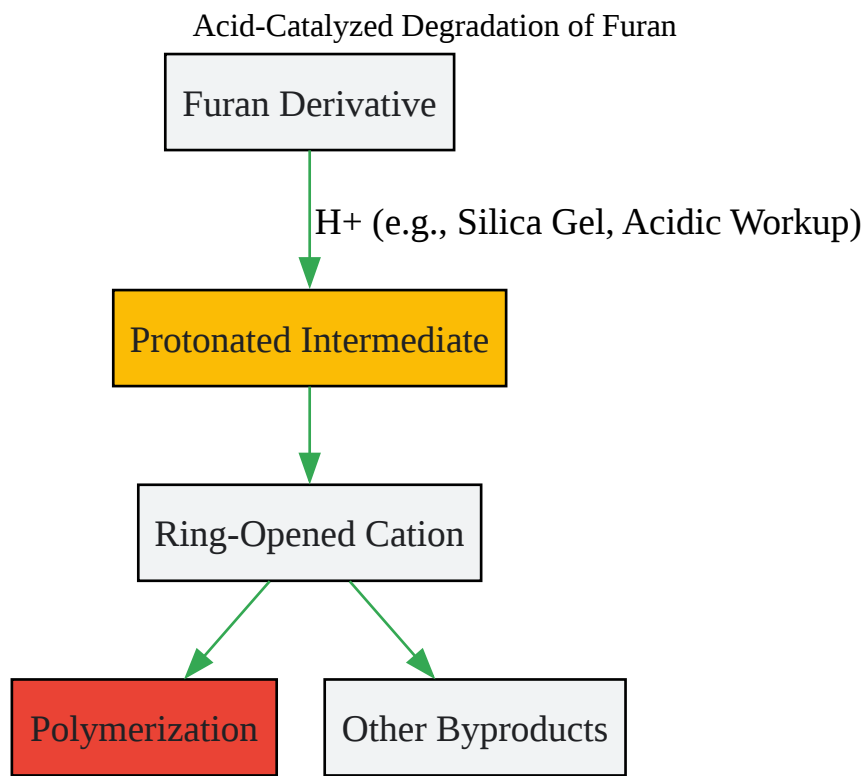 Acid-Catalyzed Degradation of Furan
Furan Derivative
H+ (e.g., Silica Gel, Acidic Workup)
Protonated Intermediate
Ring-Opened Cation
Polymerization
Other Byproducts